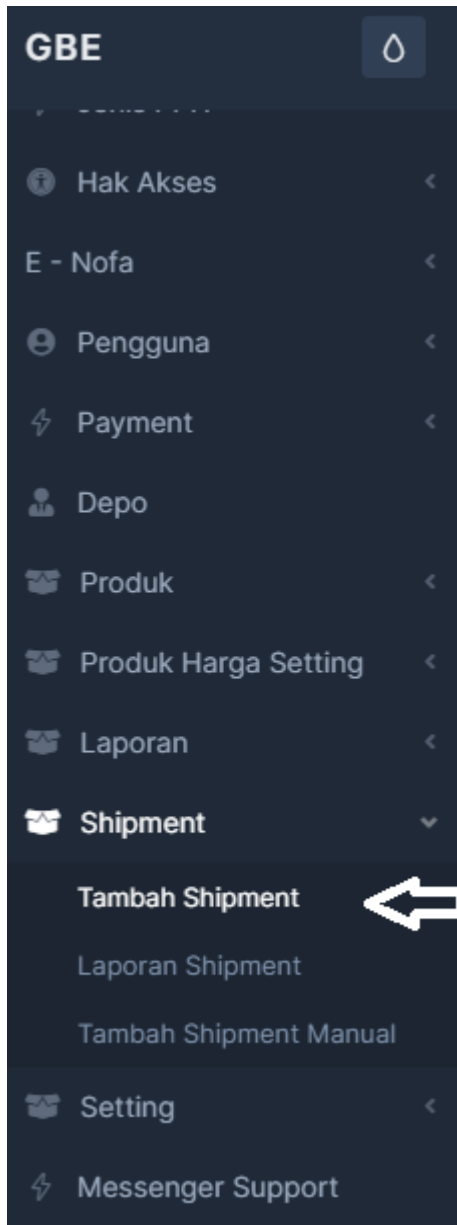 GBE
Hak Akses
E - Nofa
Pengguna
Payment
Depo
Produk
Produk Harga Setting
Laporan
Shipment
Tambah Shipment
Laporan Shipment
Tambah Shipment Manual
Setting
Messenger Support